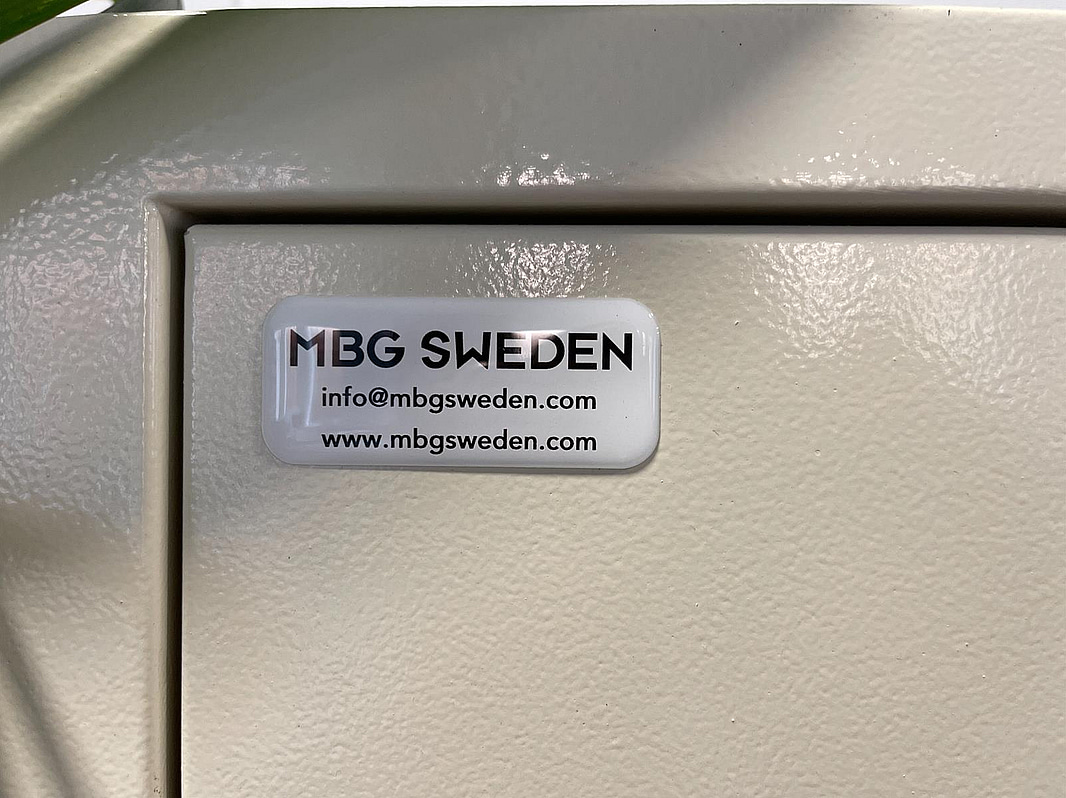 MBG SWEDEN
info@mbgsweden.com
www.mbgsweden.com